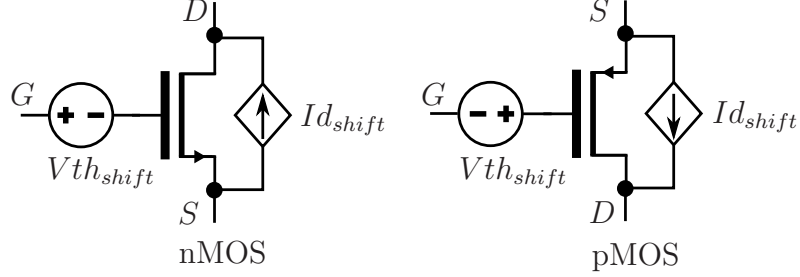 D
G
+ -
Vth_shift
Id_shift
S
nMOS
S
G
- +
Vth_shift
Id_shift
D
pMOS